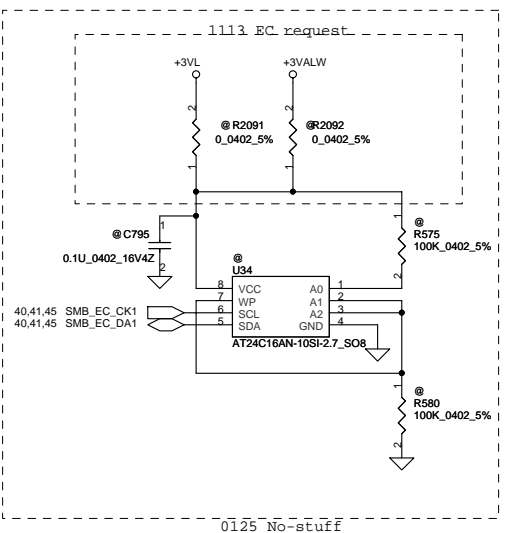 1113 EC request
+3VL
+3VALW
2
2
@ R2091
0_0402_5%
@R2092
0_0402_5%
1
1
1
@
R575
100K_0402_5%
2
@C795
0.1U_0402_16V4Z
1
2
@
U34
8 VCC A0 1
7 WP A1 2
6 SCL A2 3
5 SDA GND 4
40,41,45 SMB_EC_CK1
40,41,45 SMB_EC_DA1
AT24C16AN-10SI-2.7_SO8
1
@
R580
100K_0402_5%
2
0125 No-stuff